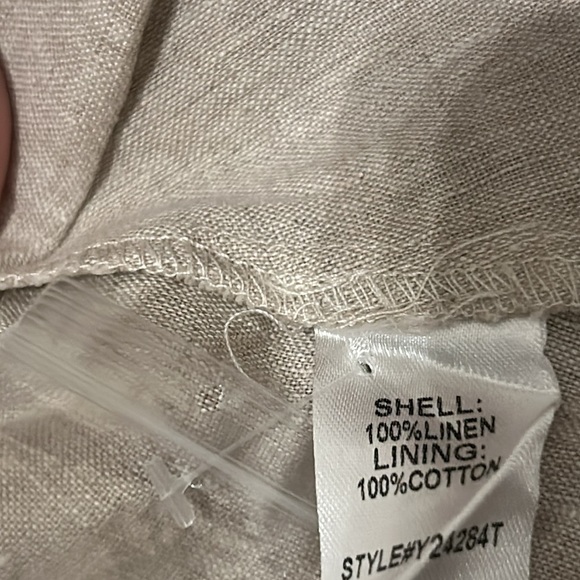 SHELL:
100%LINEN
LINING:
100%COTTON
STYLE#Y24284T